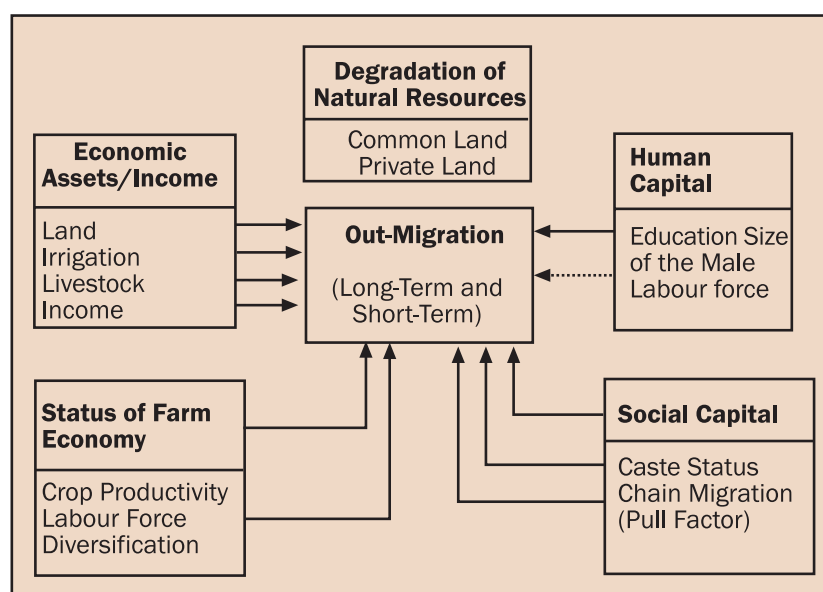 Degradation of
Natural Resources
Common Land
Private Land
Economic
Assets/Income
Land
Irrigation
Livestock
Income
Out-Migration
(Long-Term and
Short-Term)
Human
Capital
Education Size
of the Male
Labour force
Status of Farm
Economy
Crop Productivity
Labour Force
Diversification
Social Capital
Caste Status
Chain Migration
(Pull Factor)